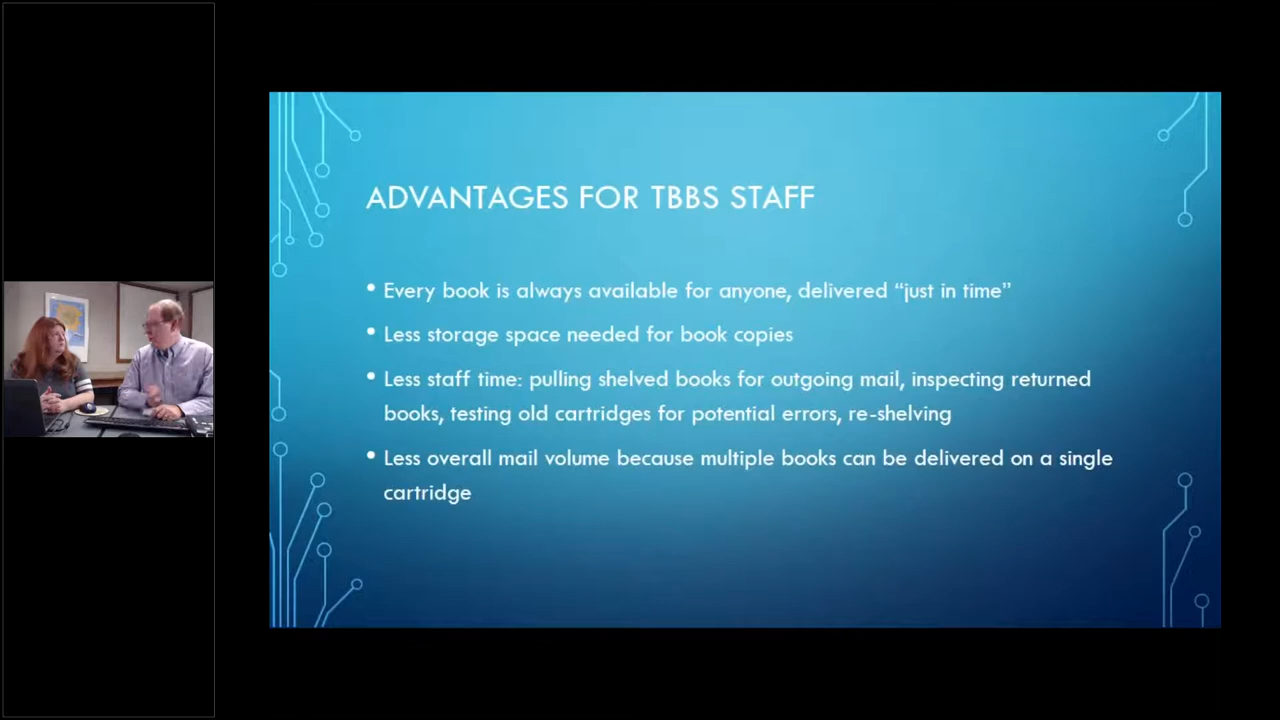 ADVANTAGES FOR TBBS STAFF
• Every book is always available for anyone, delivered “just in time”
• Less storage space needed for book copies
• Less staff time: pulling shelved books for outgoing mail, inspecting returned
books, testing old cartridges for potential errors, re-shelving
• Less overall mail volume because multiple books can be delivered on a single
cartridge